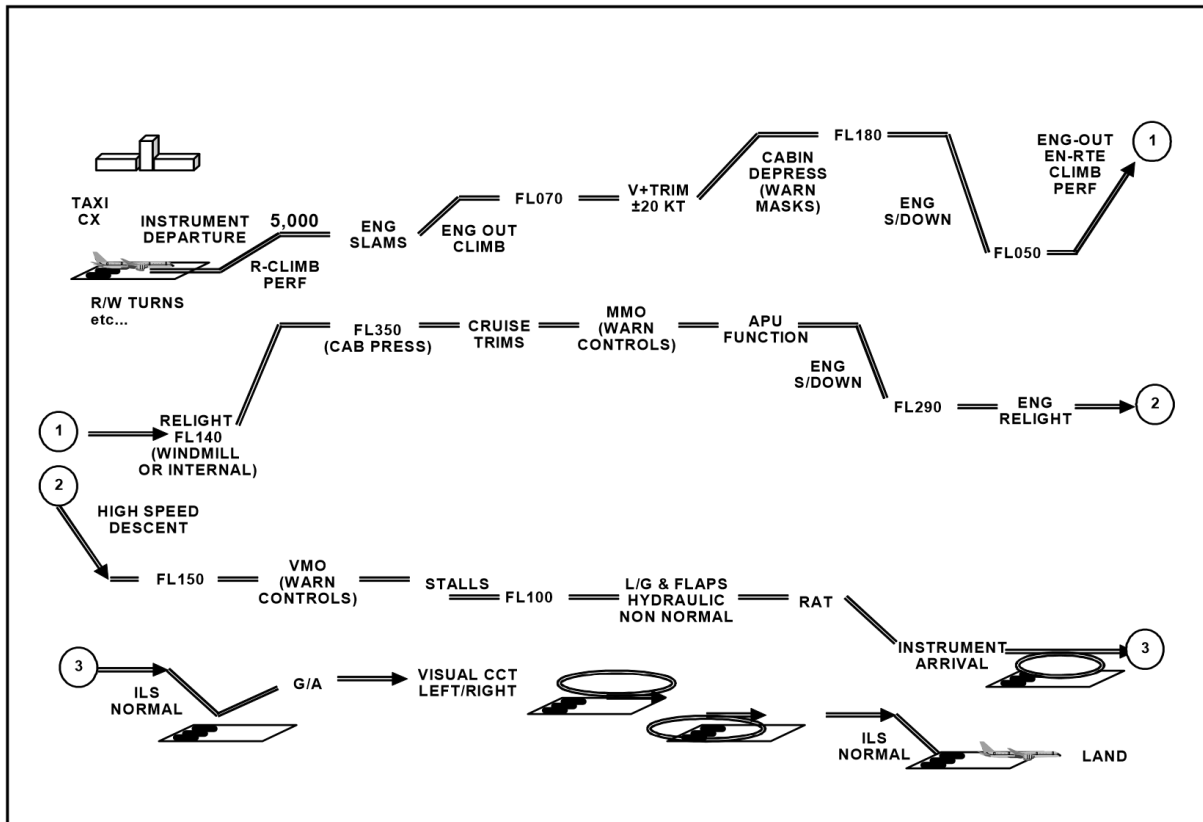 TAXI
CX
INSTRUMENT
DEPARTURE
5,000
R-CLIMB
PERF
R/W TURNS
etc...
ENG
SLAMS
ENG OUT
CLIMB
FL070
V+TRIM
±20 KT
CABIN
DEPRESS
(WARN
MASKS)
FL180
ENG
S/DOWN
FL050
ENG-OUT
EN-RTE
CLIMB
PERF
1
1
RELIGHT
FL140
(WINDMILL
OR INTERNAL)
FL350
(CAB PRESS)
CRUISE
TRIMS
MMO
(WARN
CONTROLS)
APU
FUNCTION
ENG
S/DOWN
FL290
ENG
RELIGHT
2
2
HIGH SPEED
DESCENT
FL150
VMO
(WARN
CONTROLS)
STALLS
FL100
L/G & FLAPS
HYDRAULIC
NON NORMAL
RAT
INSTRUMENT
ARRIVAL
3
3
ILS
NORMAL
G/A
VISUAL CCT
LEFT/RIGHT
ILS
NORMAL
LAND